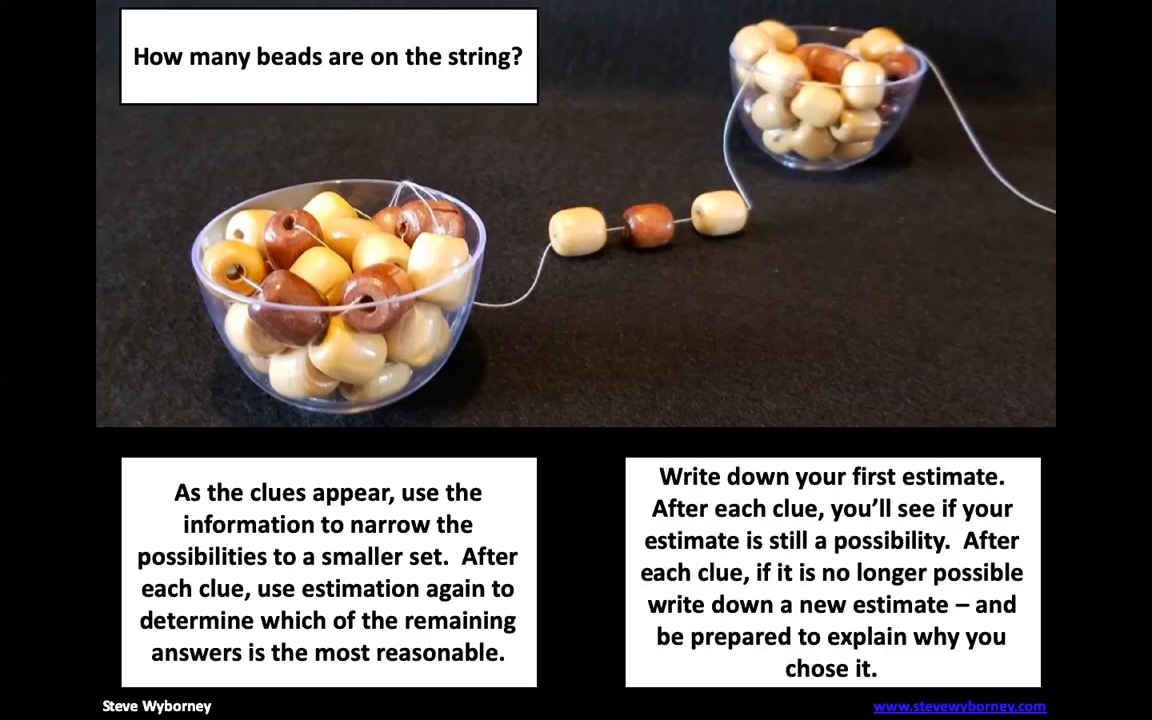 How many beads are on the string?
As the clues appear, use the
information to narrow the
possibilities to a smaller set.  After
each clue, use estimation again to
determine which of the remaining
answers is the most reasonable.
Write down your first estimate.
After each clue, you’ll see if your
estimate is still a possibility.  After
each clue, if it is no longer possible
write down a new estimate – and
be prepared to explain why you
chose it.
Steve Wyborney
www.stevewyborney.com